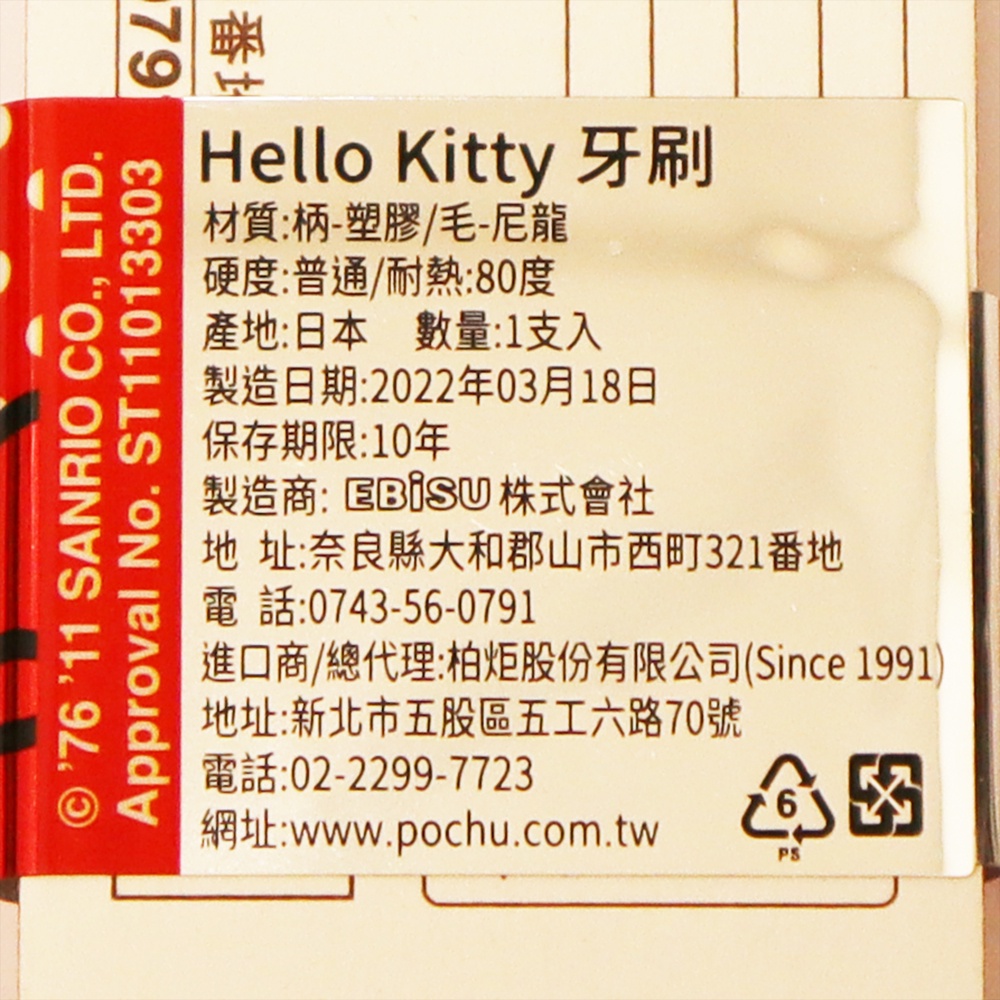 番
Hello Kitty 牙刷
材質:柄-塑膠/毛-尼龍
硬度:普通/耐熱:80度
產地:日本 數量:1支入
製造日期:2022年03月18日
保存期限:10年
製造商: EBiSU 株式會社
地 址:奈良縣大和郡山市西町321番地
電 話:0743-56-0791
進口商/總代理:柏炬股份有限公司(Since 1991)
地址:新北市五股區五工六路70號
電話:02-2299-7723
網址:www.pochu.com.tw
6
PS
© '76 '11 SANRIO CO., LTD.
Approval No. ST11013303